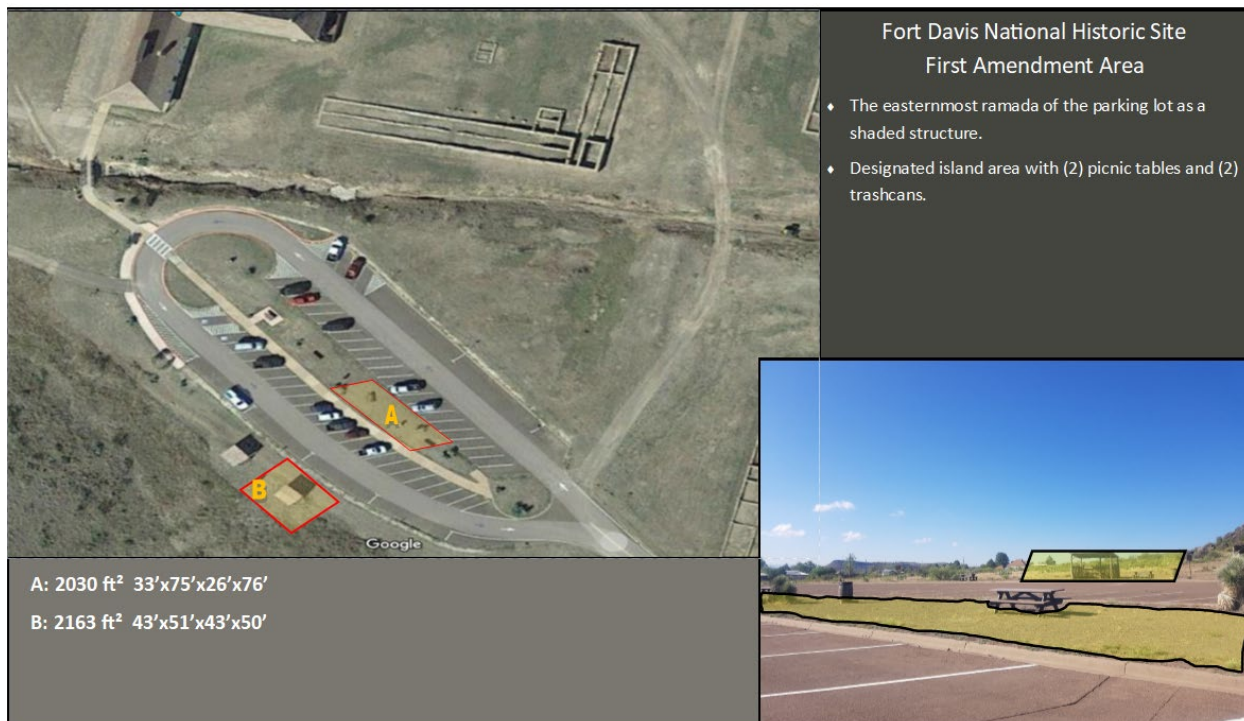 Fort Davis National Historic Site
First Amendment Area
♦ The easternmost ramada of the parking lot as a
shaded structure.
♦ Designated island area with (2) picnic tables and (2)
trashcans.
A
B
Google
A: 2030 ft² 33’x75’x26’x76’
B: 2163 ft² 43’x51’x43’x50’